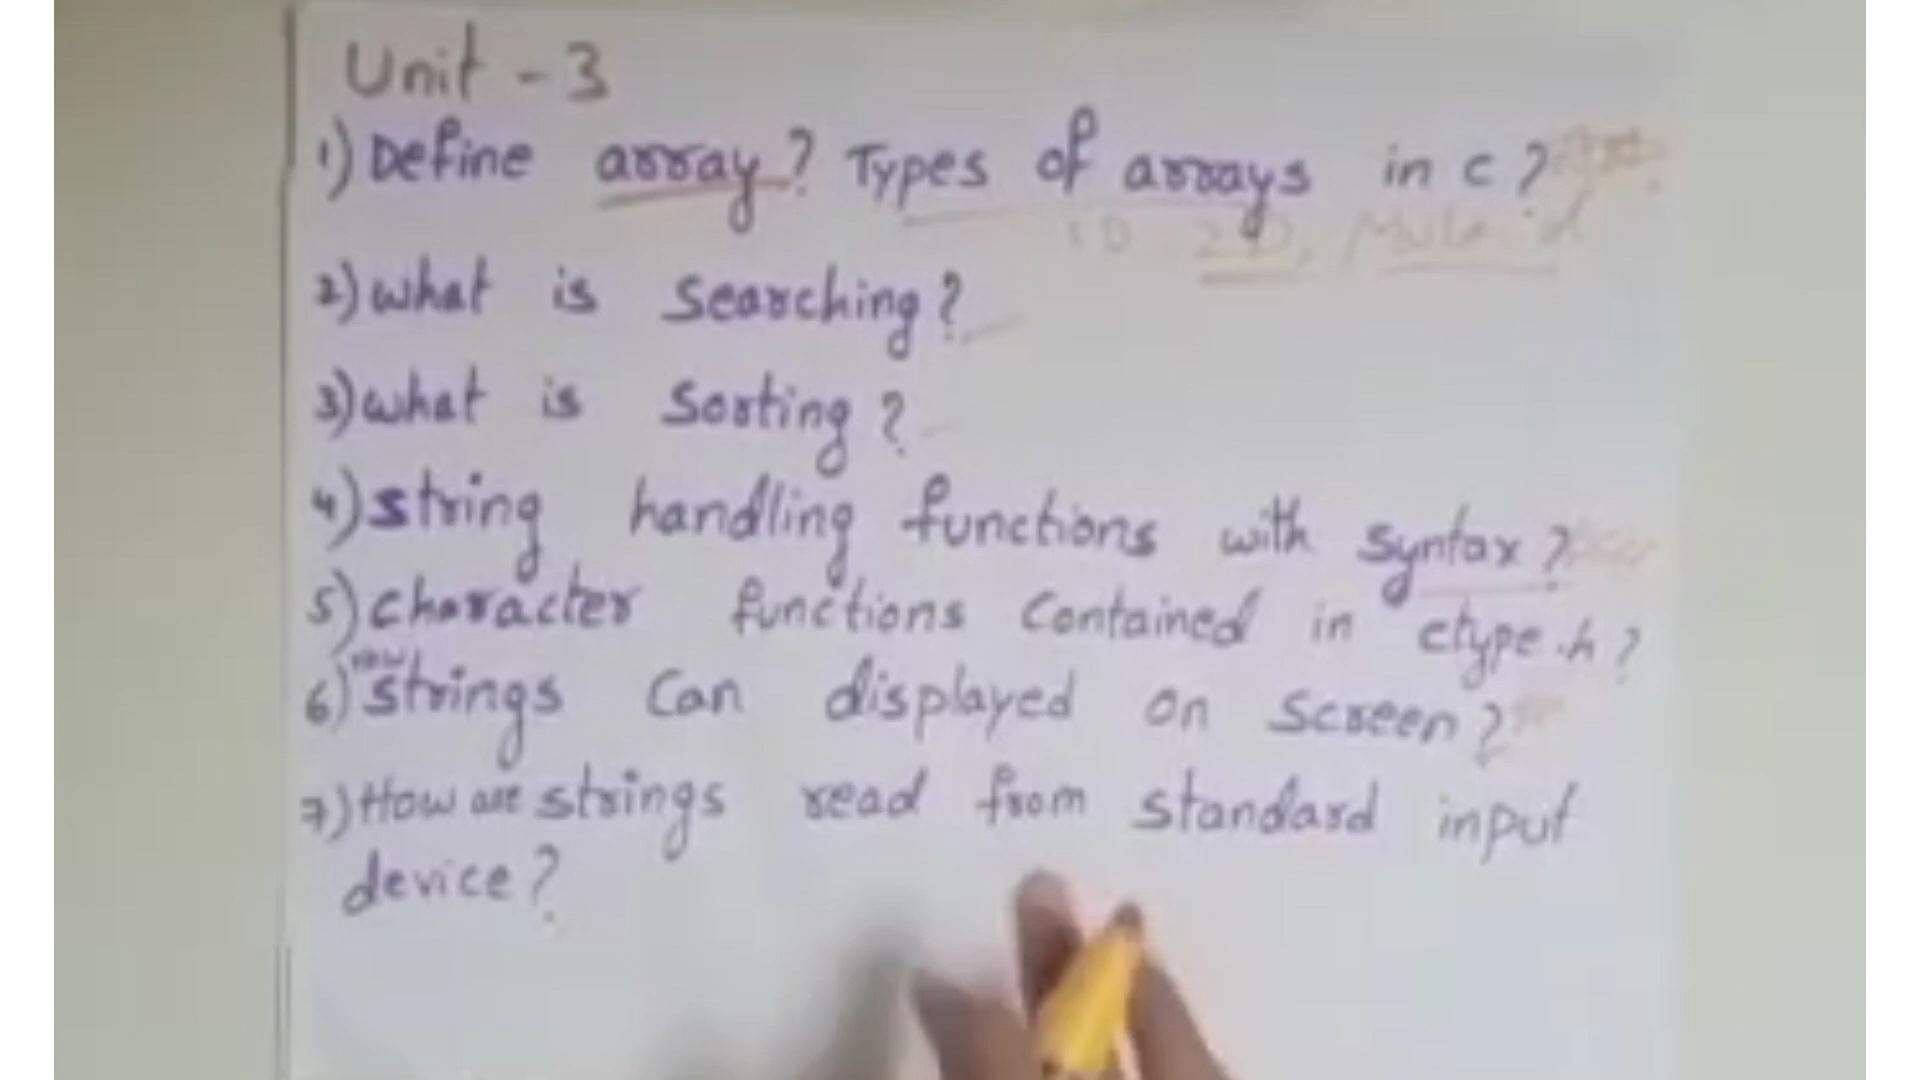 Unit - 3
1) Define array? Types of arrays in c?
1D 2D, Multi d
2) what is searching?
3) what is sorting?
4) string handling functions with syntax?
5) character functions contained in ctype.h?
how
6) strings can displayed on screen?
7) How are strings read from standard input
device?